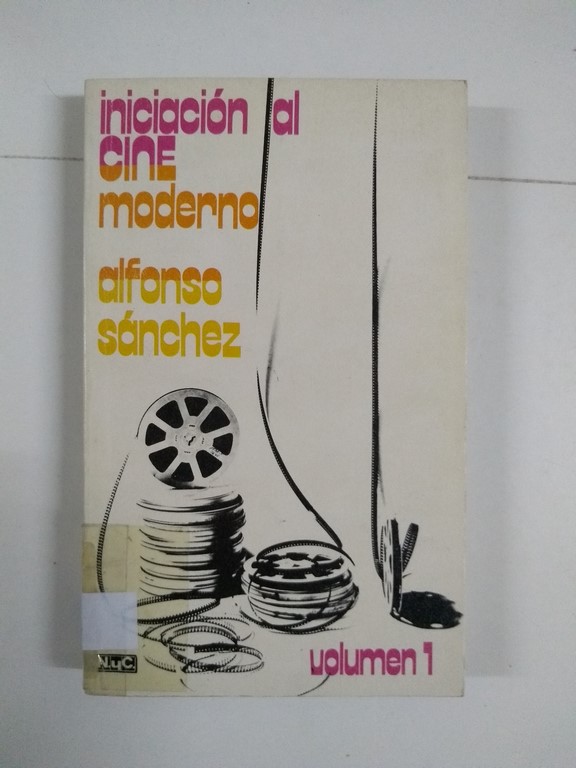 iniciación al
CINE
moderno
alfonso
sánchez
N.y C.
volumen 1